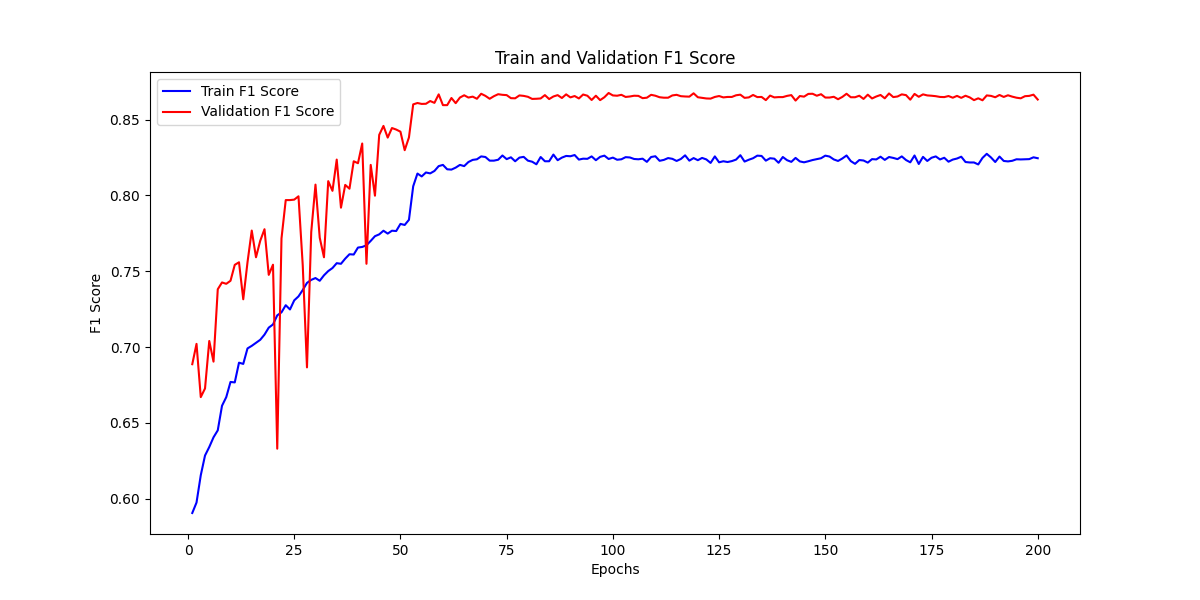 Train and Validation F1 Score
Train F1 Score
Validation F1 Score
F1 Score
0.85
0.80
0.75
0.70
0.65
0.60
0 25 50 75 100 125 150 175 200
Epochs